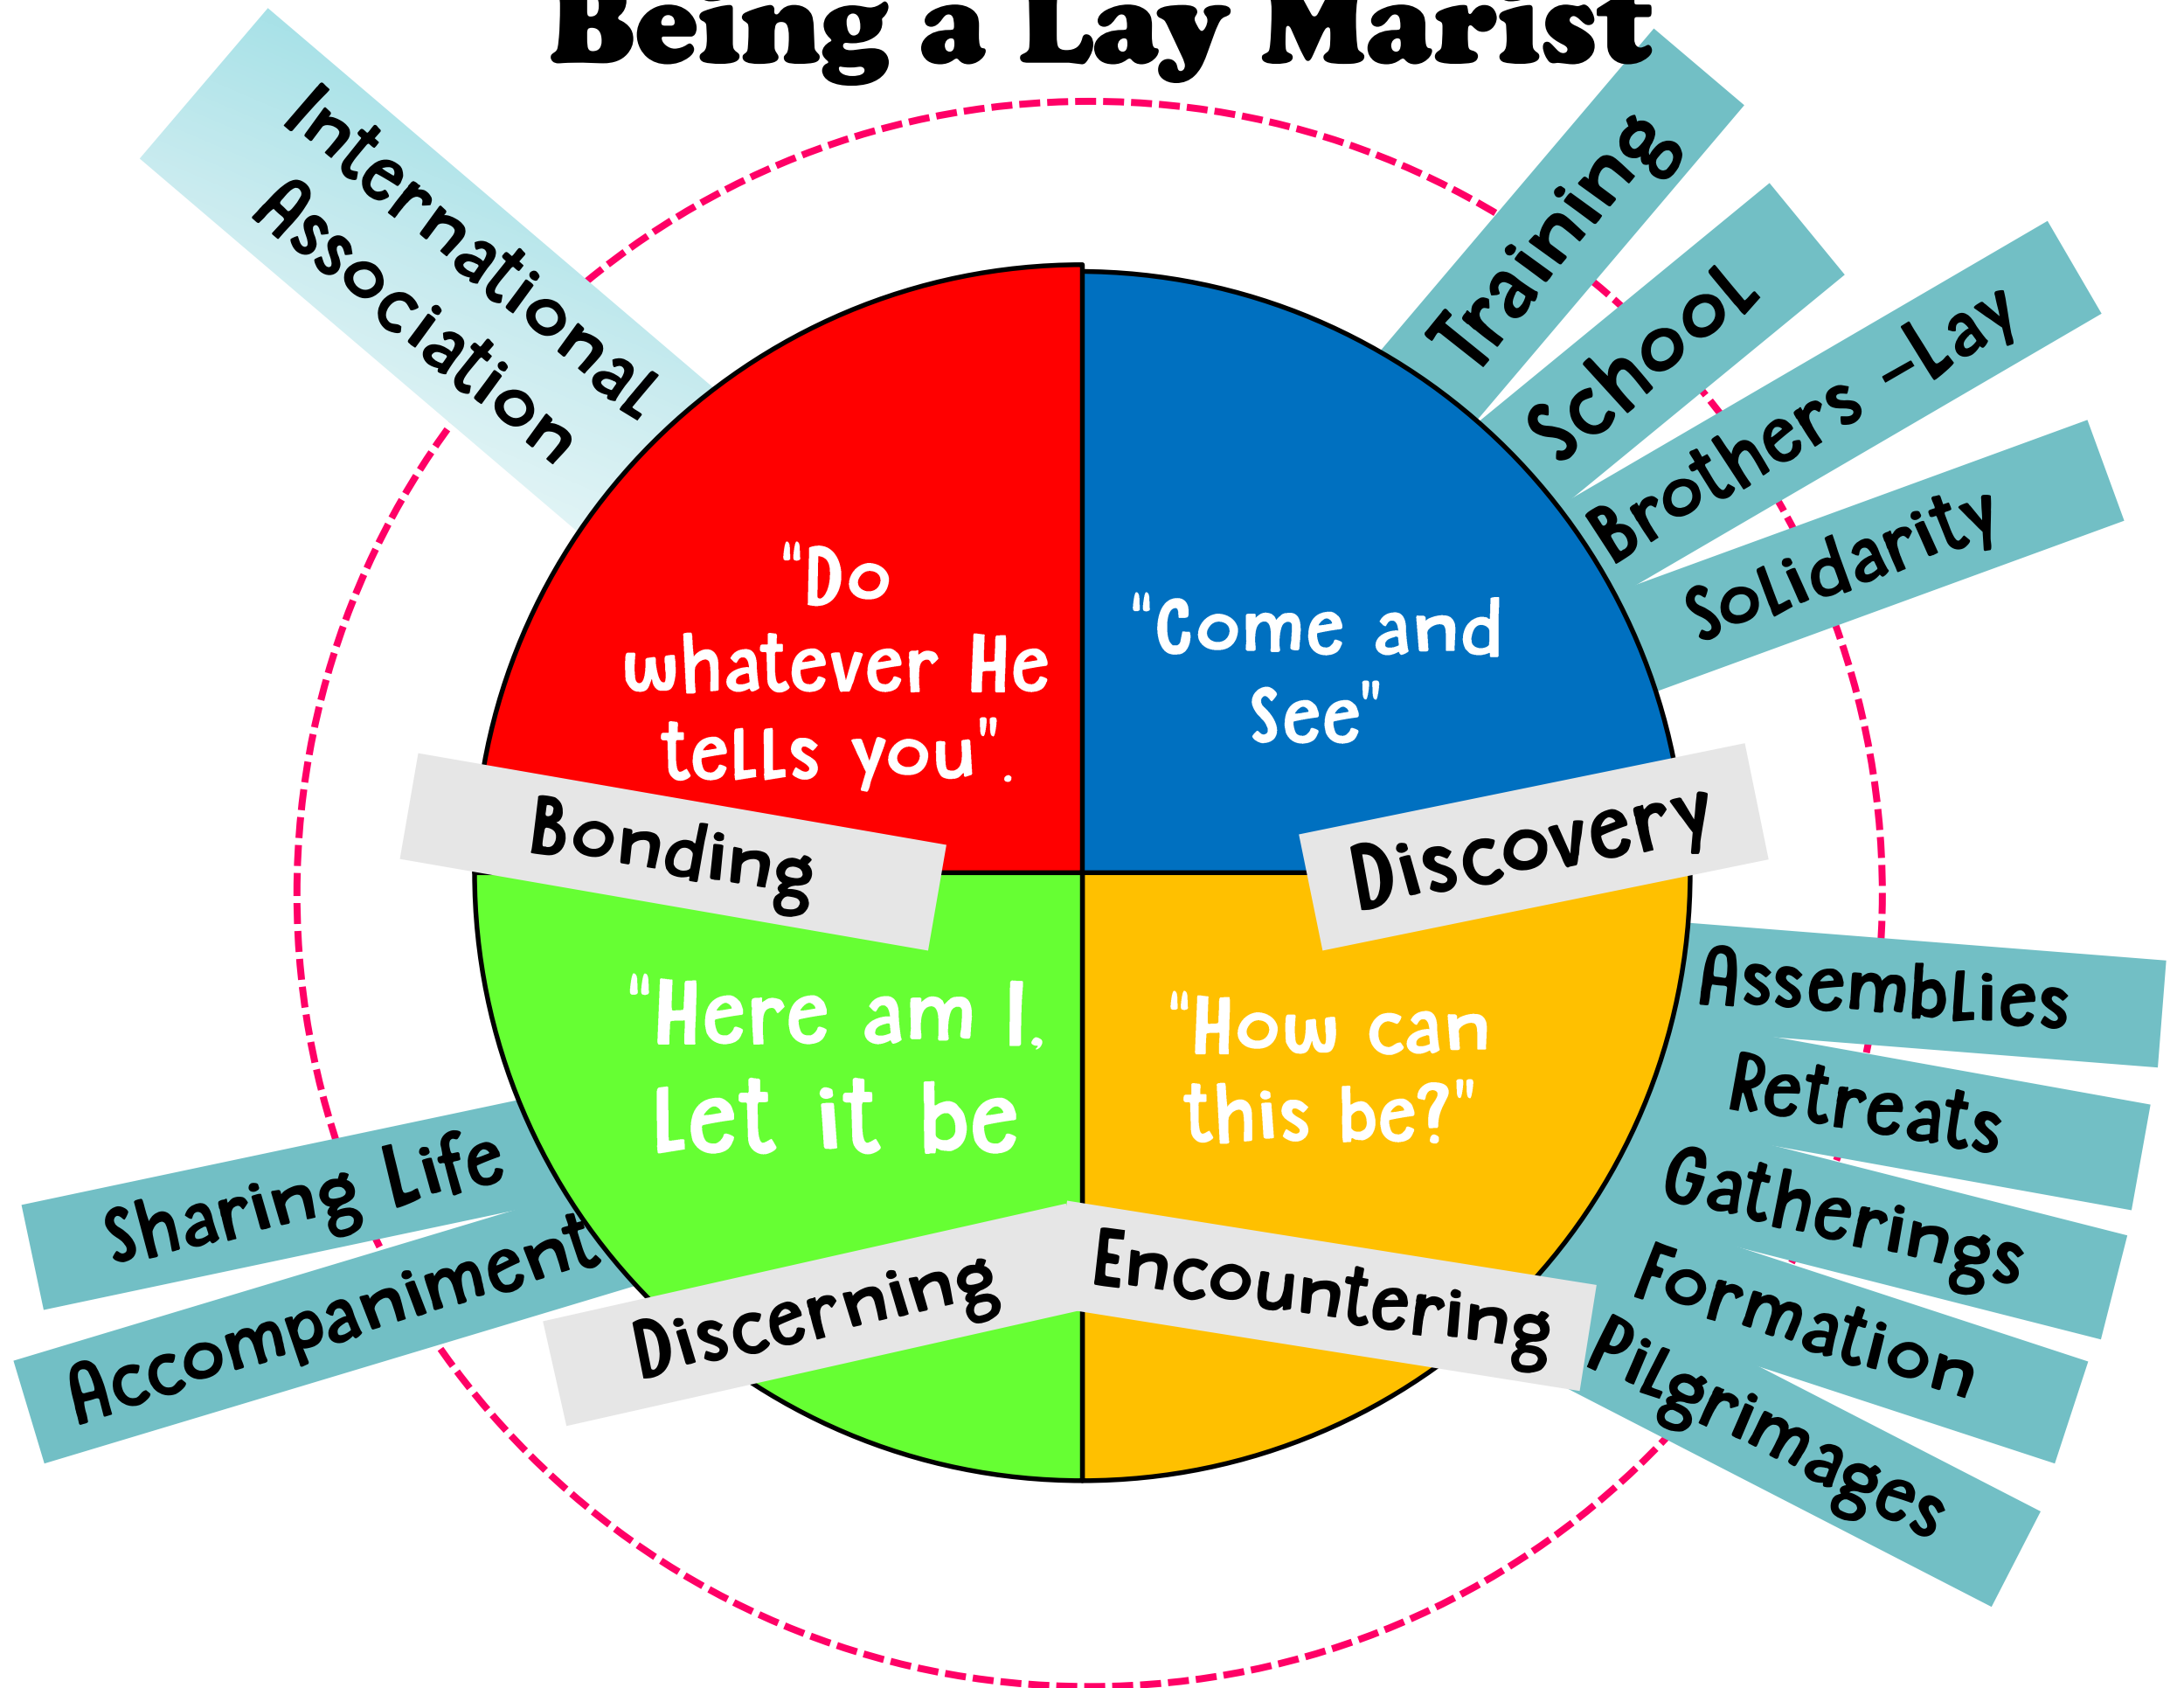 Being a Lay Marist
International
Association
Training
School
Brothers -Lay
Solidarity
"Do
whatever He
tells you".
"Come and
See"
Bonding
Discovery
"Here am I,
Let it be
"How can
this be?"
Assemblies
Retreats
Gatherings
Formation
Pilgrimages
Sharing Life
Accompaniment
Discerning
Encountering